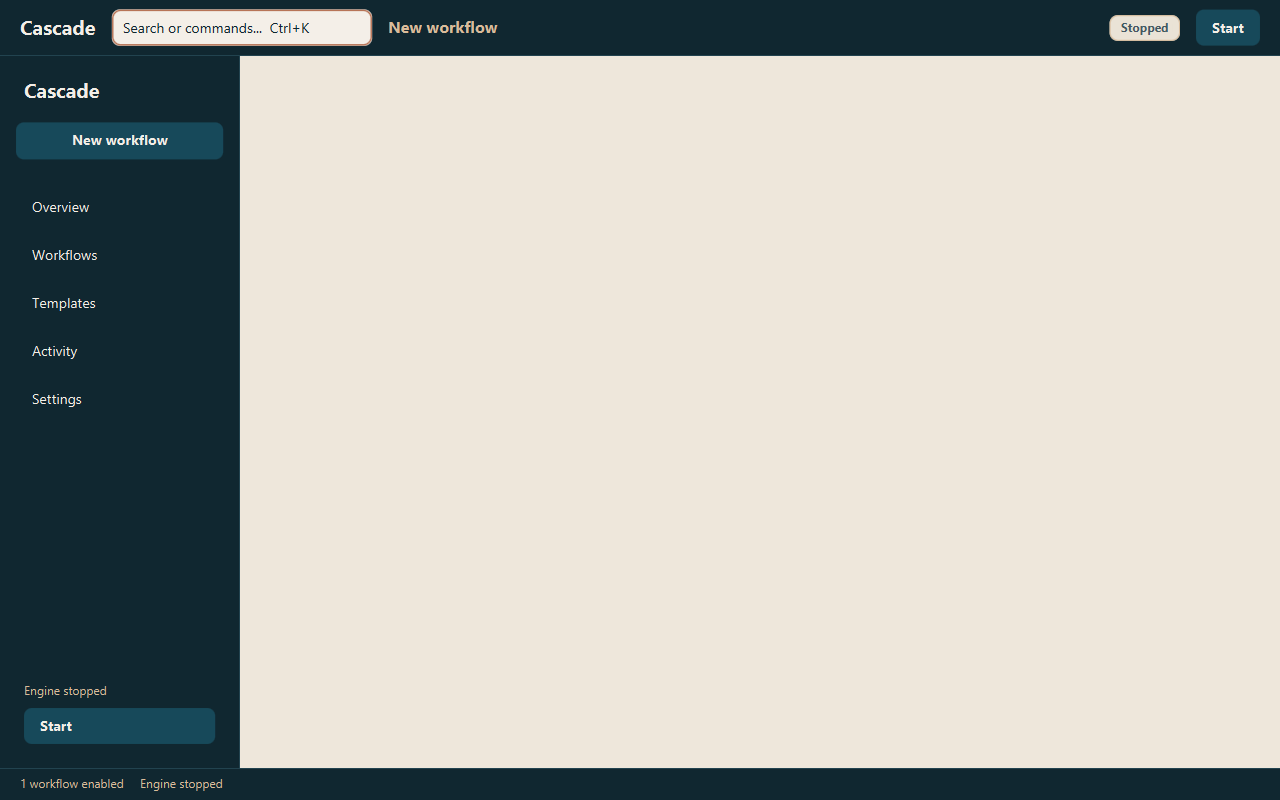 Cascade
Search or commands... Ctrl+K
New workflow
Stopped
Start
Cascade
New workflow
Overview
Workflows
Templates
Activity
Settings
Engine stopped
Start
1 workflow enabled
Engine stopped